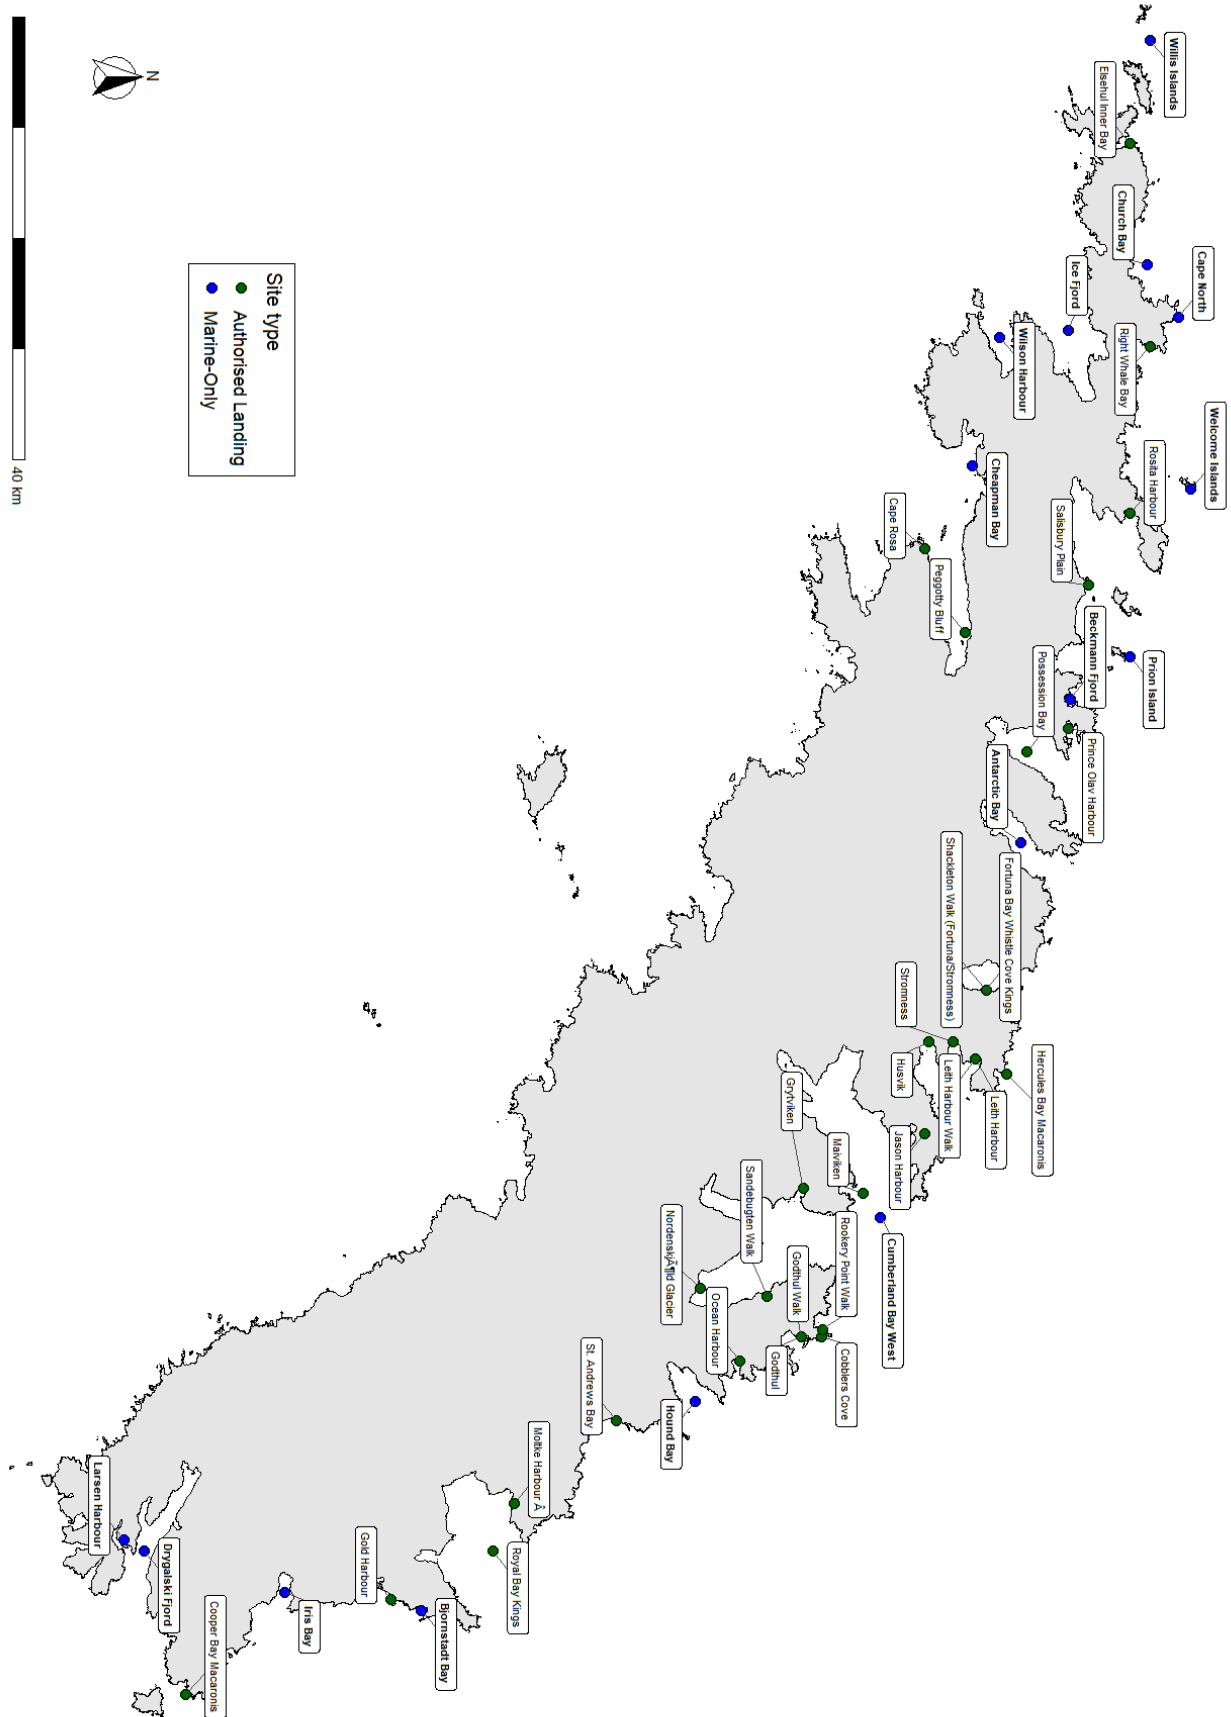 Willis Islands
Elsehul Inner Bay
Church Bay
Cape North
Ice Fjord
Right Whale Bay
Wilson Harbour
Welcome Islands
Rosita Harbour
Cheapman Bay
Salisbury Plain
Cape Rosa
Peggotty Bluff
Prion Island
Beckmann Fjord
Possession Bay
Prince Olav Harbour
Antarctic Bay
Fortuna Bay Whistle Cove Kings
Shackleton Walk (Fortuna/Stromness)
Stromness
Husvik
Leith Harbour Walk
Leith Harbour
Hercules Bay Macaronis
Jason Harbour
Grytviken
Maiviken
Cumberland Bay West
Sandebugten Walk
Rookery Point Walk
Nordenskjöld Glacier
Godthul Walk
Ocean Harbour
Godthul
Cobblers Cove
St. Andrews Bay
Hound Bay
Moltke Harbour Â
Royal Bay Kings
Gold Harbour
Bjornstadt Bay
Iris Bay
Larsen Harbour
Drygalski Fjord
Cooper Bay Macaronis
N
Site type
Authorised Landing
Marine-Only
40 km